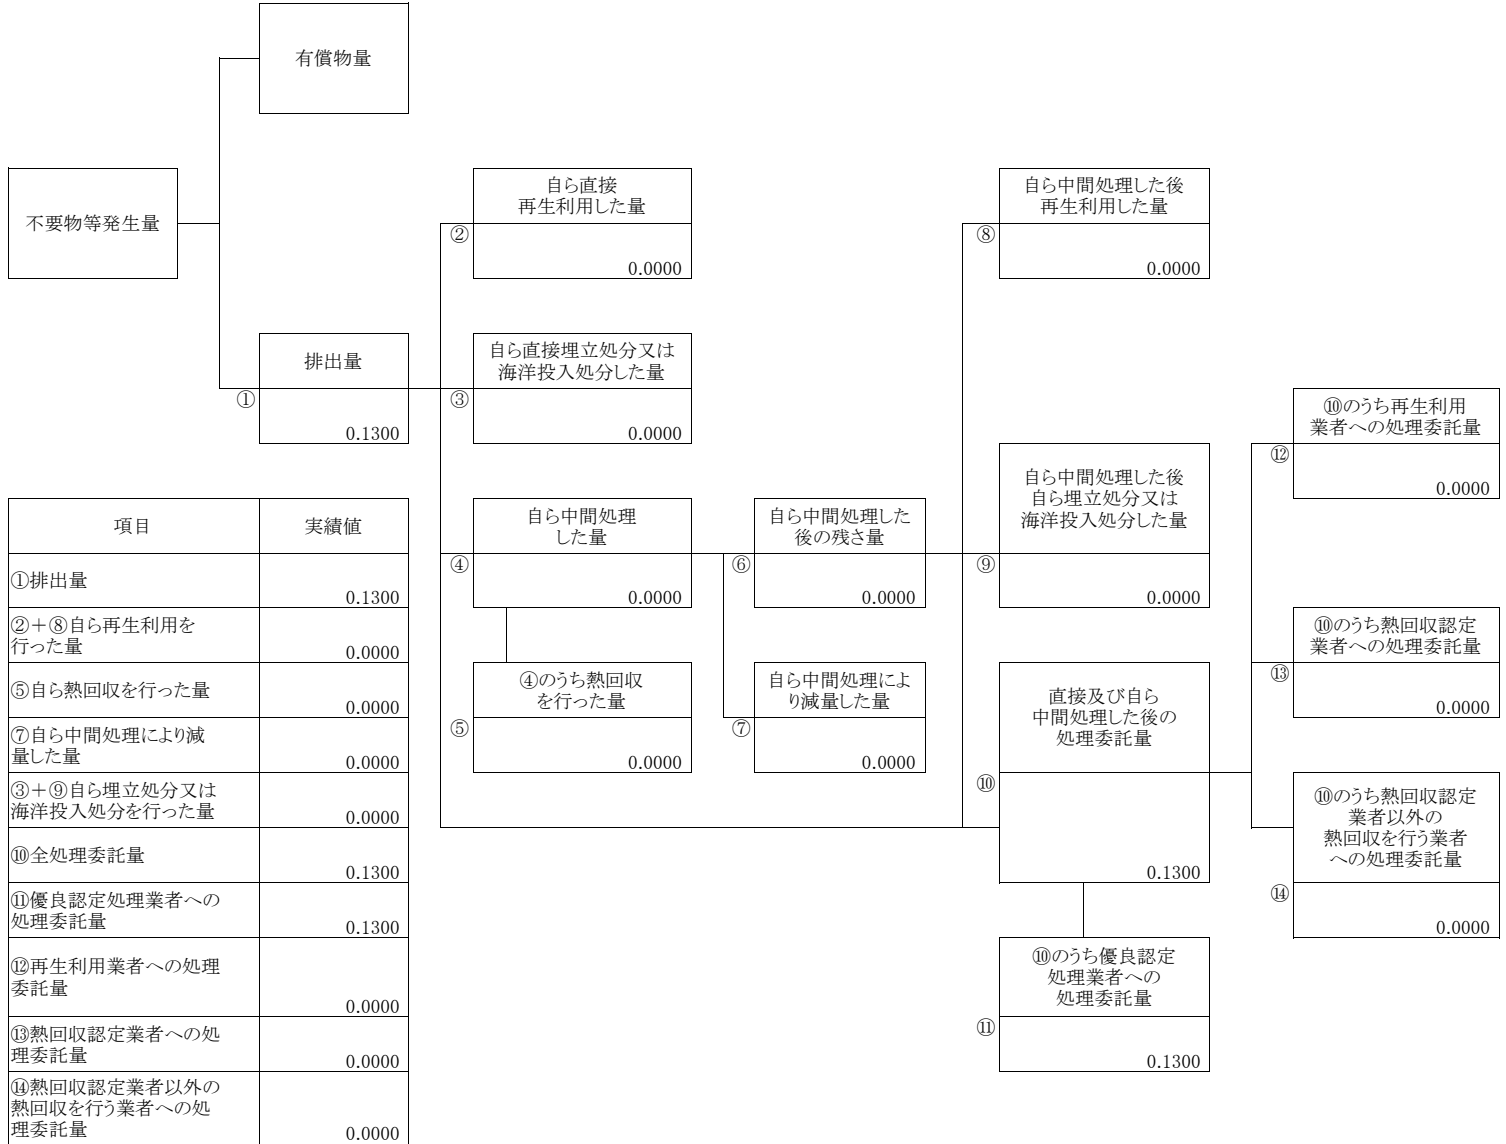 有償物量
不要物等発生量
排出量
①
0.1300
自ら直接
再生利用した量
②
0.0000
自ら直接埋立処分又は
海洋投入処分した量
③
0.0000
自ら中間処理
した量
④
0.0000
④のうち熱回収
を行った量
⑤
0.0000
自ら中間処理した
後の残さ量
⑥
0.0000
自ら中間処理によ
り減量した量
⑦
0.0000
自ら中間処理した後
再生利用した量
⑧
0.0000
自ら中間処理した後
自ら埋立処分又は
海洋投入処分した量
⑨
0.0000
直接及び自ら
中間処理した後の
処理委託量
⑩
0.1300
⑩のうち優良認定
処理業者への
処理委託量
⑪
0.1300
⑩のうち再生利用
業者への処理委託量
⑫
0.0000
⑩のうち熱回収認定
業者への処理委託量
⑬
0.0000
⑩のうち熱回収認定
業者以外の
熱回収を行う業者
への処理委託量
⑭
0.0000
項目 実績値
①排出量
0.1300
②＋⑧自ら再生利用を
行った量
0.0000
⑤自ら熱回収を行った量
0.0000
⑦自ら中間処理により減
量した量
0.0000
③＋⑨自ら埋立処分又は
海洋投入処分を行った量
0.0000
⑩全処理委託量
0.1300
⑪優良認定処理業者への
処理委託量
0.1300
⑫再生利用業者への処理
委託量
0.0000
⑬熱回収認定業者への処
理委託量
0.0000
⑭熱回収認定業者以外の
熱回収を行う業者への処
理委託量
0.0000